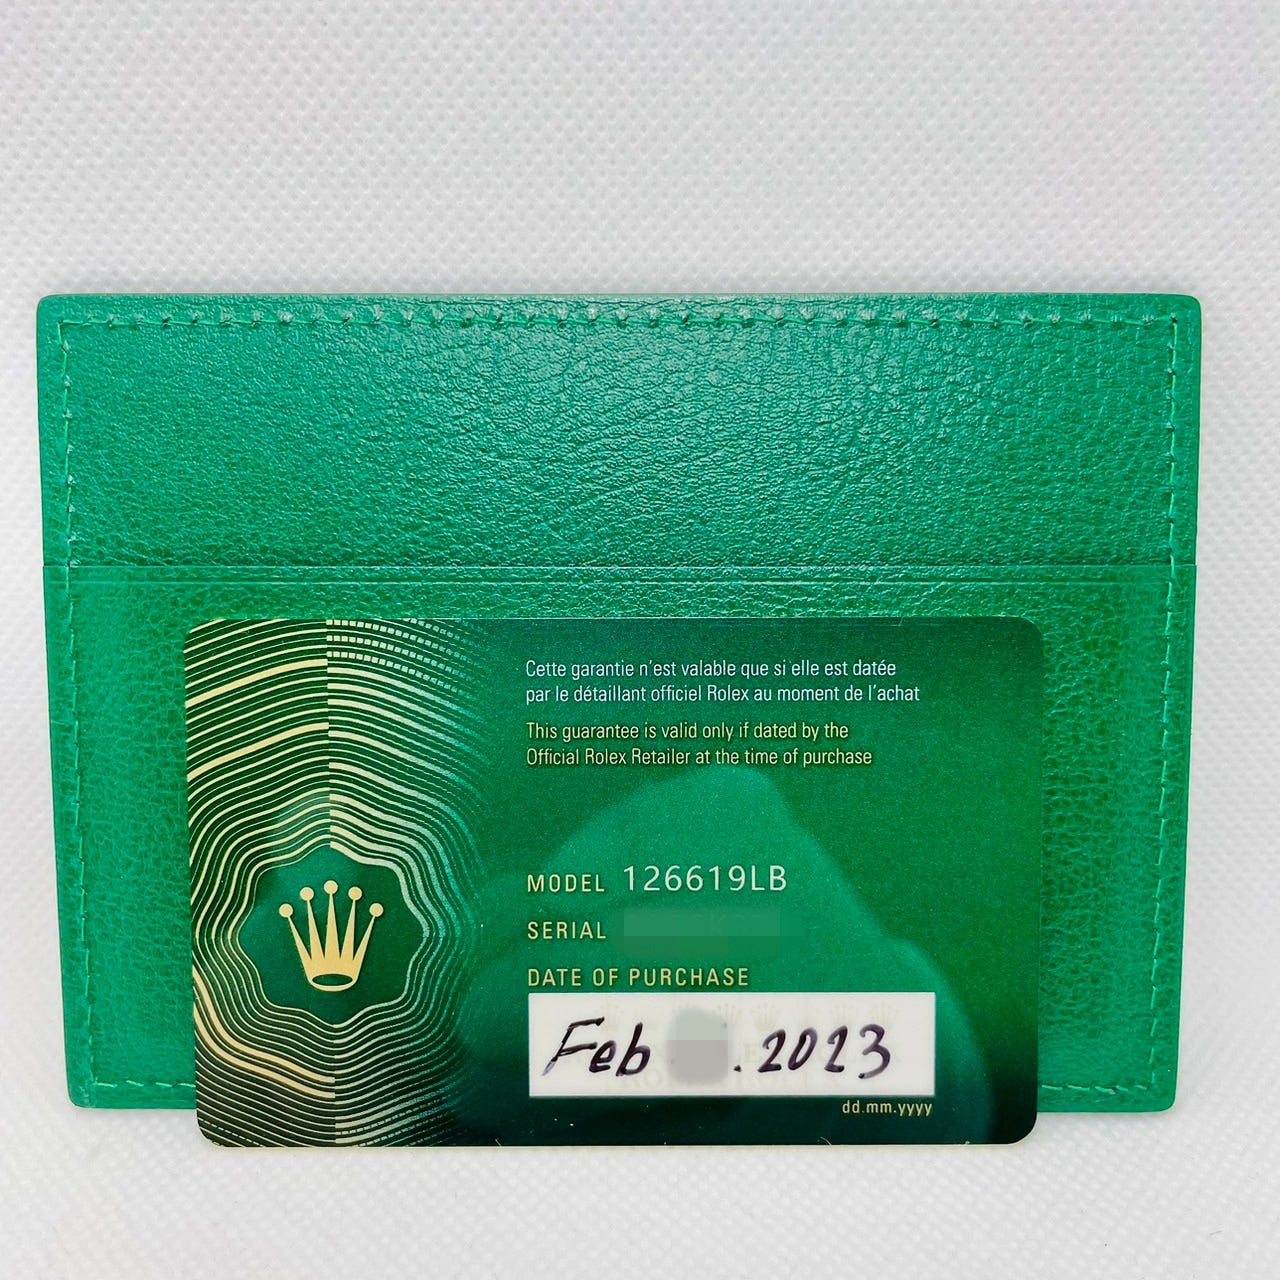 Cette garantie n'est valable que si elle est datée
par le détaillant officiel Rolex au moment de l'achat
This guarantee is valid only if dated by the
Official Rolex Retailer at the time of purchase
MODEL 126619LB
SERIAL
DATE OF PURCHASE
Feb . 2023
dd.mm.yyyy